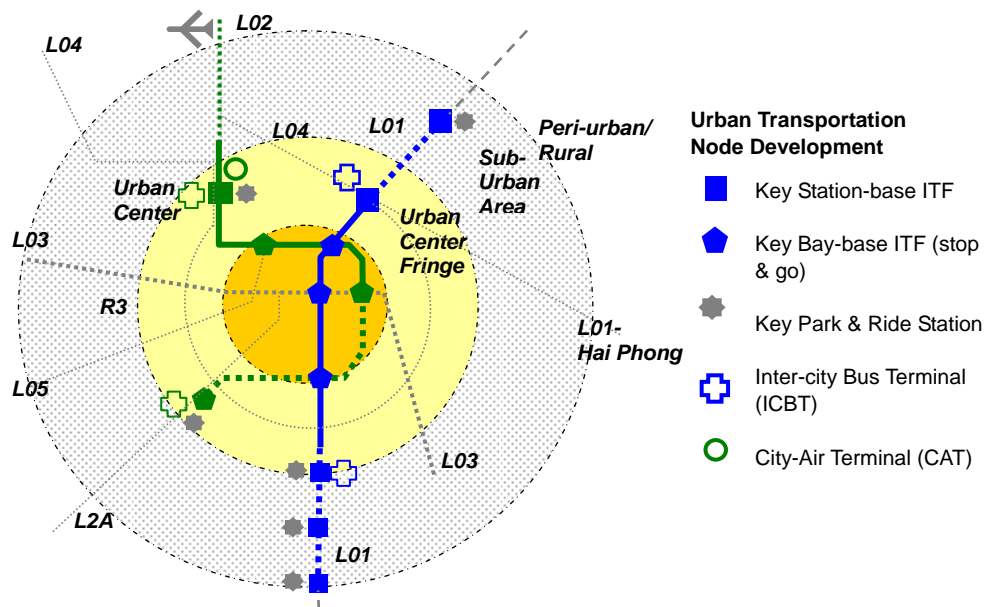 L02
L04
L04
L01
Peri-urban/
Rural
Sub-
Urban
Area
Urban
Center
Urban
Center
Fringe
L03
R3
L01-
Hai Phong
L05
L03
L2A
L01
Urban Transportation
Node Development
Key Station-base ITF
Key Bay-base ITF (stop
& go)
Key Park & Ride Station
Inter-city Bus Terminal
(ICBT)
City-Air Terminal (CAT)